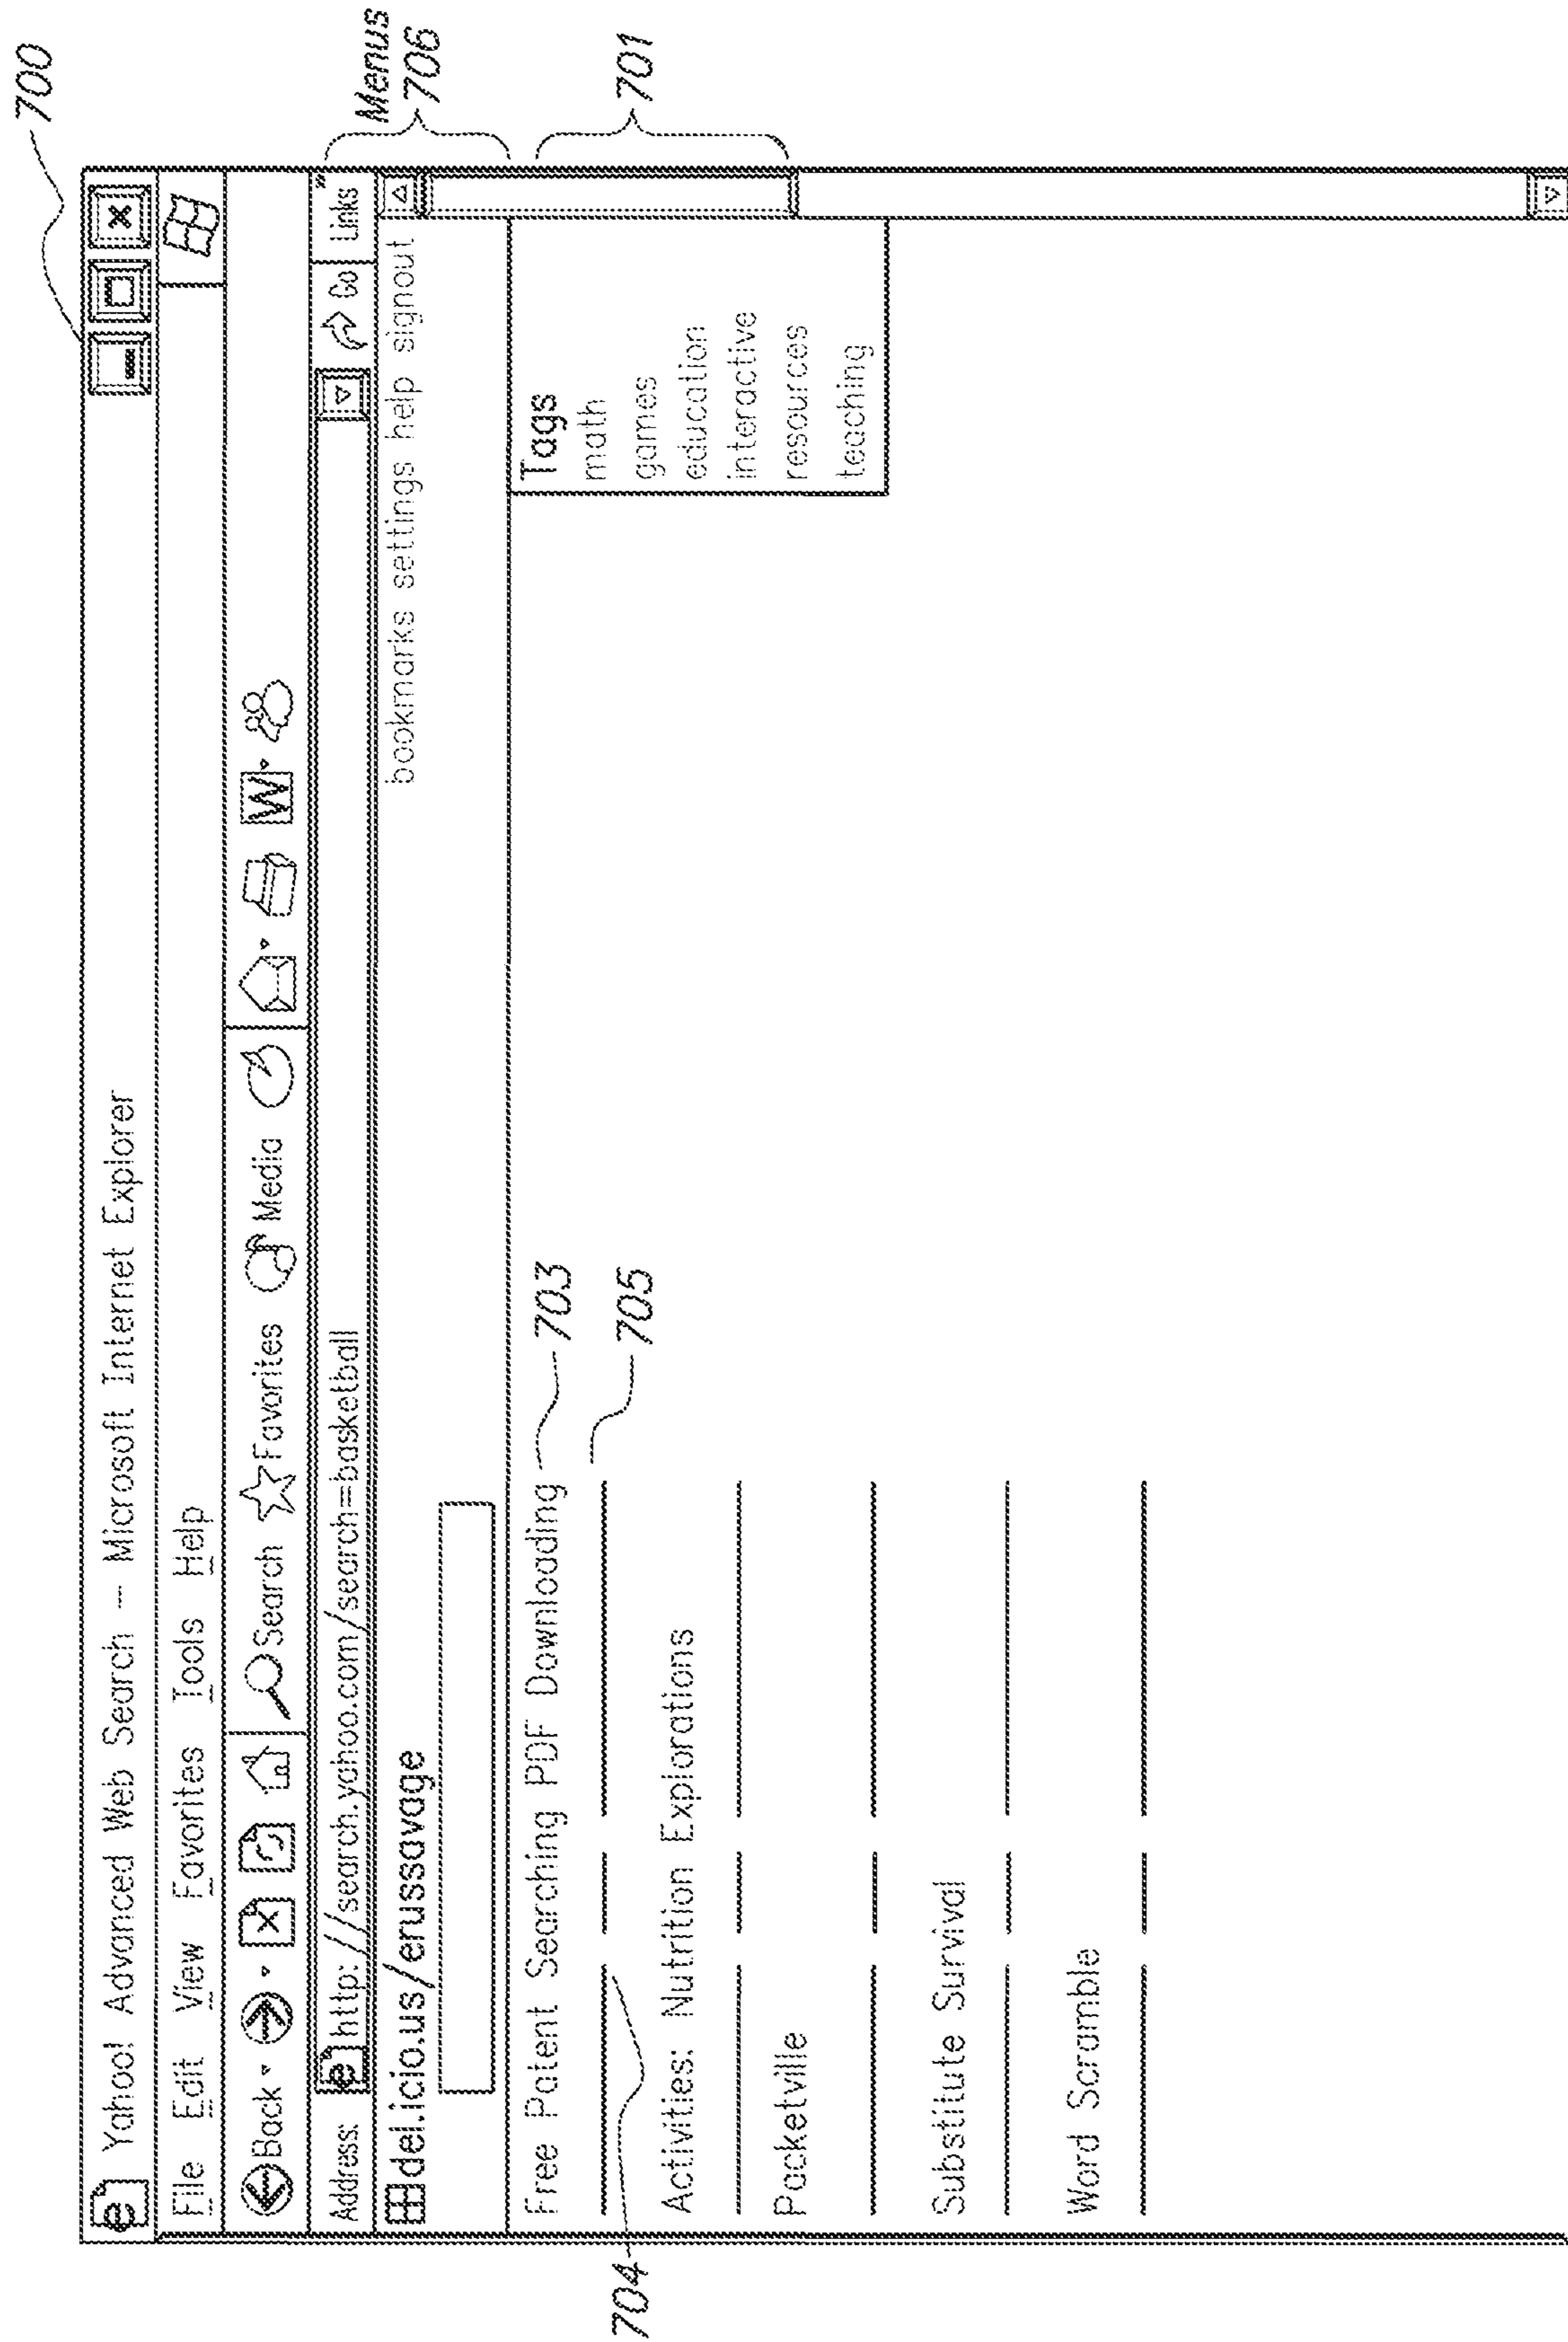 700
Yahoo! Advanced Web Search — Microsoft Internet Explorer
File Edit View Favorites Tools Help
Back Search Favorites Media W
Address: http://search.yahoo.com/search=basketball Go Links »
Menus
706
del.icio.us/erussavage bookmarks settings help signout
701
Free Patent Searching PDF Downloading 703
Tags
math
705
games
704
Activities: Nutrition Explorations
education
interactive
Packetville
resources
teaching
Substitute Survival
Word Scramble